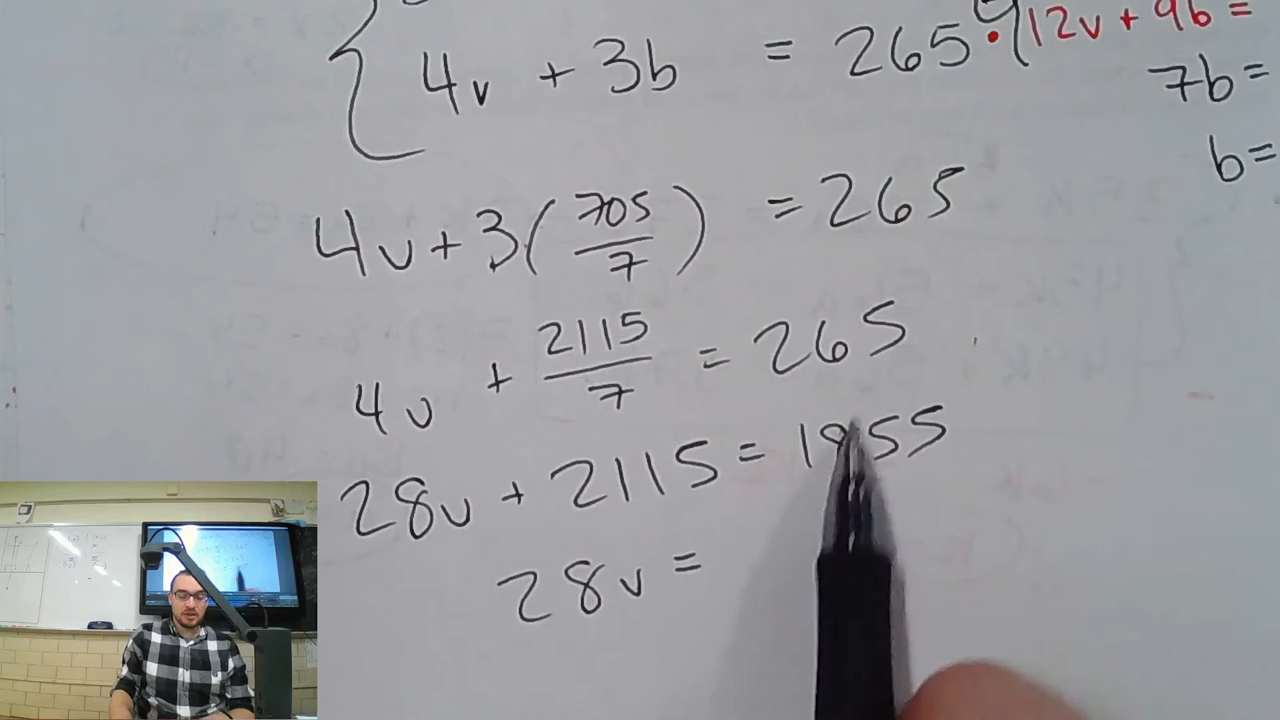 4v + 3b = 265
12v + 9b =
7b =
b =
4v + 3(705/7) = 265
4v + 2115/7 = 265
28v + 2115 = 1855
28v =